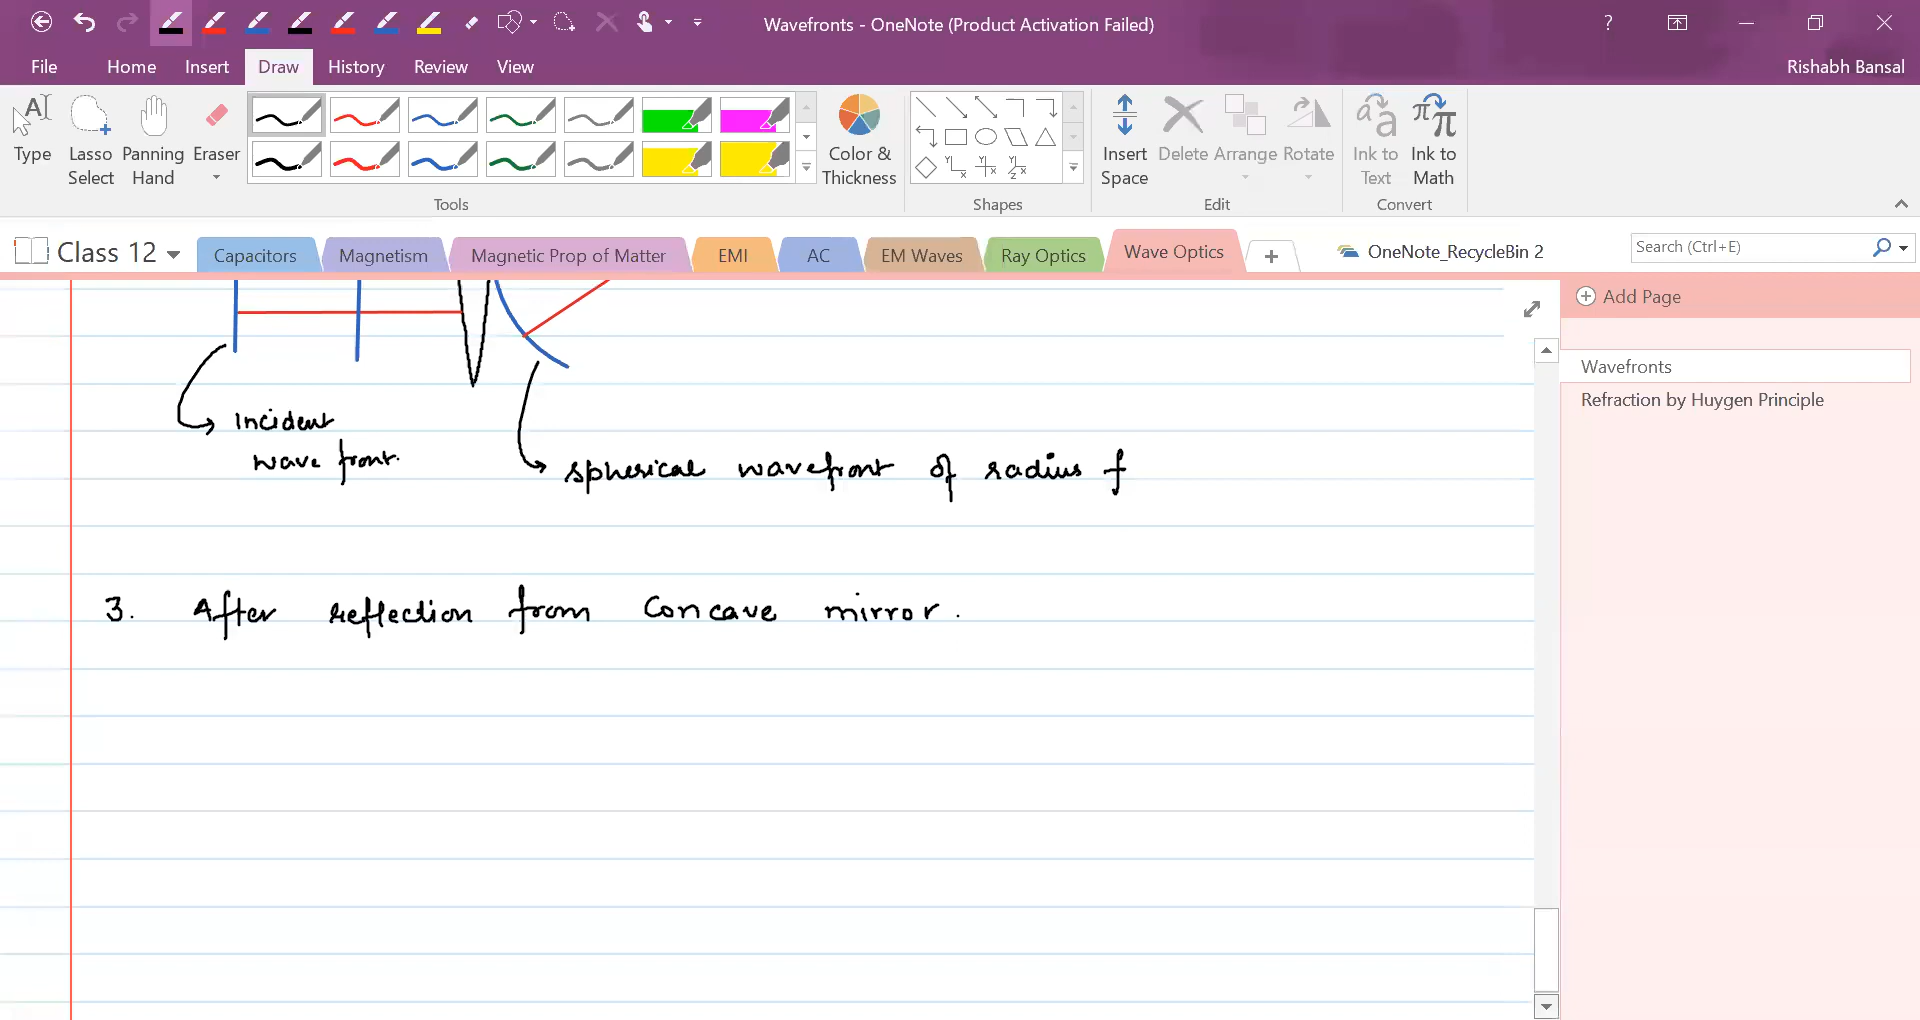 Wavefronts - OneNote (Product Activation Failed)
?
File Home Insert Draw History Review View
Rishabh Bansal
Type
Lasso Select
Panning Hand
Eraser
Color & Thickness
Insert Space
Delete
Arrange
Rotate
Ink to Text
Ink to Math
Tools
Shapes
Edit
Convert
Class 12
Capacitors
Magnetism
Magnetic Prop of Matter
EMI
AC
EM Waves
Ray Optics
Wave Optics
+
OneNote_RecycleBin 2
Search (Ctrl+E)
Add Page
Wavefronts
Refraction by Huygen Principle
Incident
wave front.
spherical wavefront of radius f
3. After reflection from Concave mirror.